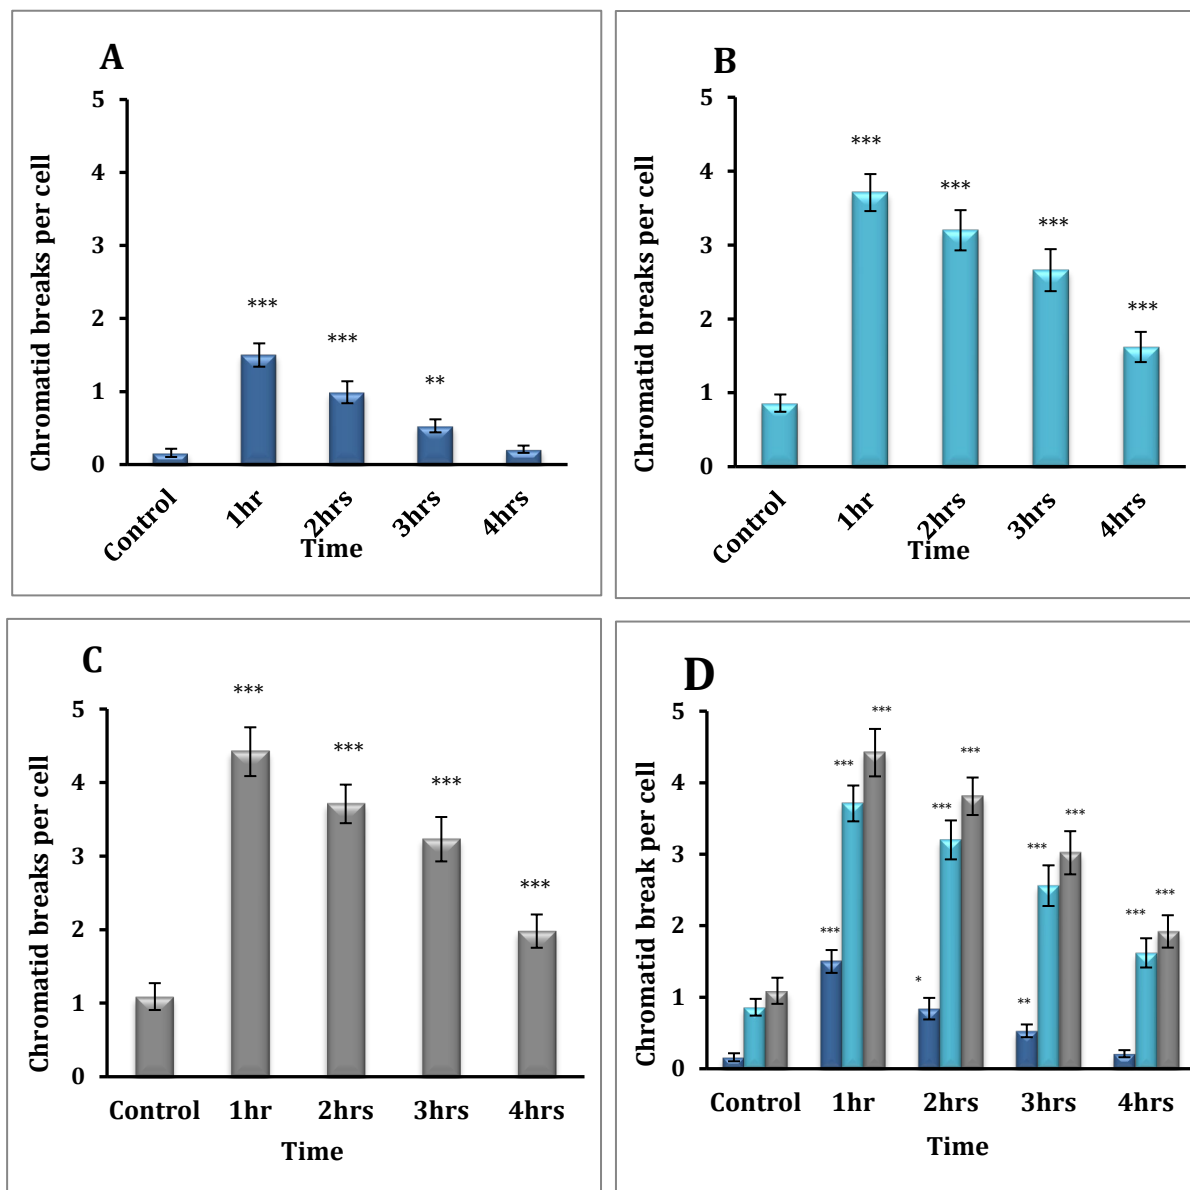 A
Chromatid breaks per cell
5
4
3
2
1
0
***
***
**
Control
1hr
2hrs
3hrs
4hrs
Time
B
Chromatid breaks per cell
5
4
3
2
1
0
***
***
***
***
Control
1hr
2hrs
3hrs
4hrs
Time
C
Chromatid breaks per cell
5
4
3
2
1
0
***
***
***
***
Control 1hr 2hrs 3hrs 4hrs
Time
D
Chromatid break per cell
5
4
3
2
1
0
***
***
***
*
***
***
**
***
***
***
***
Control 1hr 2hrs 3hrs 4hrs
Time